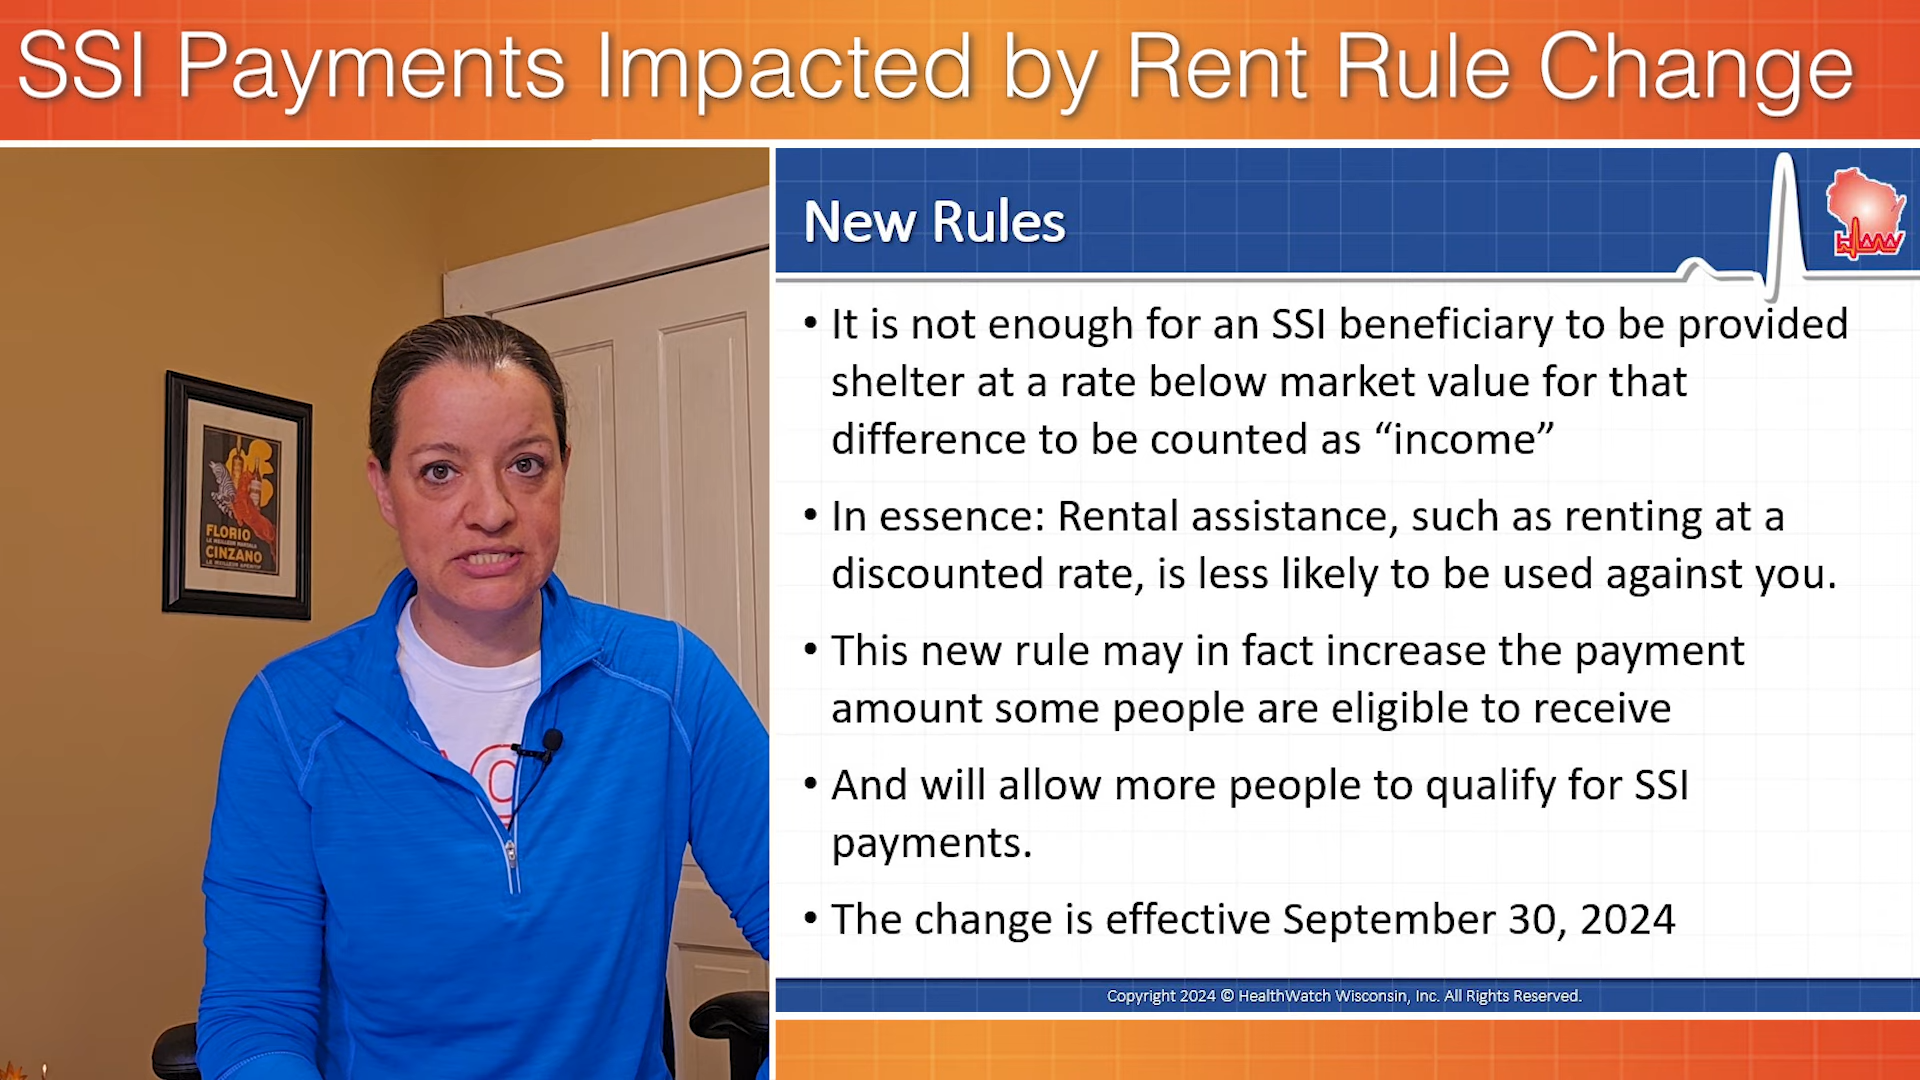 SSI Payments Impacted by Rent Rule Change
FLORIO
CINZANO
New Rules
• It is not enough for an SSI beneficiary to be provided
shelter at a rate below market value for that
difference to be counted as “income”
• In essence: Rental assistance, such as renting at a
discounted rate, is less likely to be used against you.
• This new rule may in fact increase the payment
amount some people are eligible to receive
• And will allow more people to qualify for SSI
payments.
• The change is effective September 30, 2024
Copyright 2024 © HealthWatch Wisconsin, Inc. All Rights Reserved.